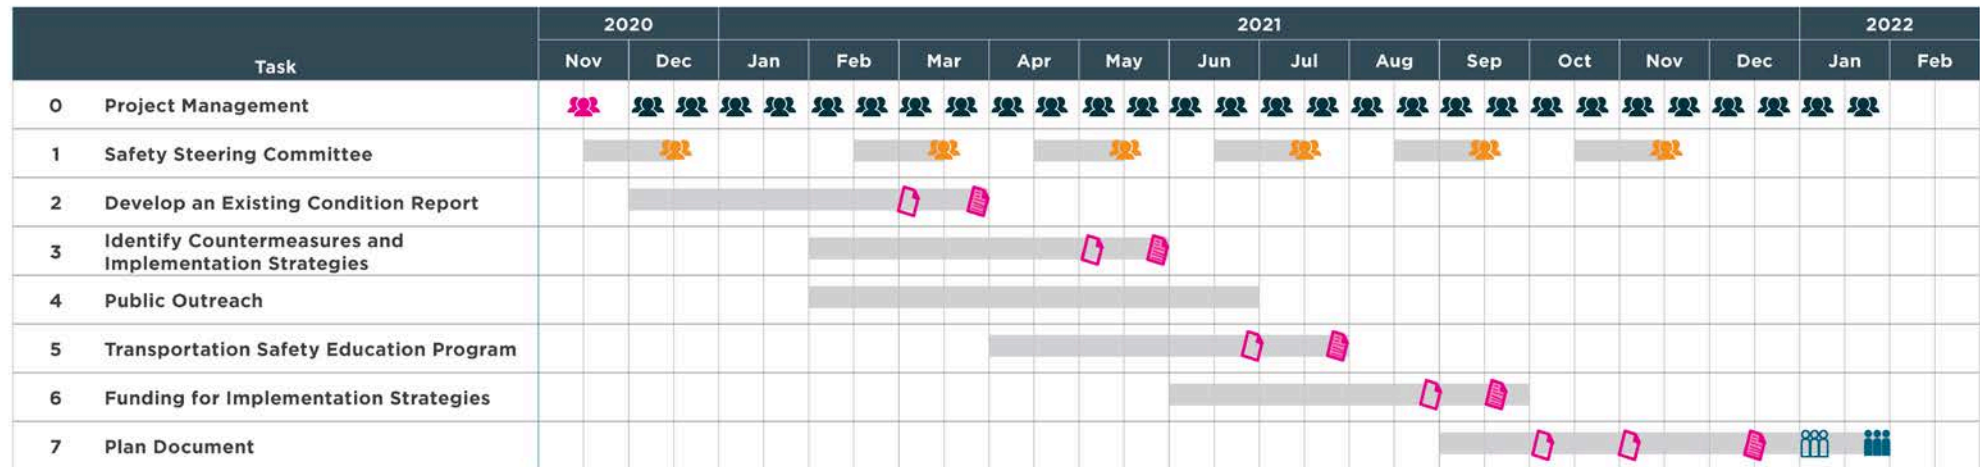 2020 2021 2022
Task Nov Dec Jan Feb Mar Apr May Jun Jul Aug Sep Oct Nov Dec Jan Feb
0 Project Management
1 Safety Steering Committee
2 Develop an Existing Condition Report
3 Identify Countermeasures and
Implementation Strategies
4 Public Outreach
5 Transportation Safety Education Program
6 Funding for Implementation Strategies
7 Plan Document